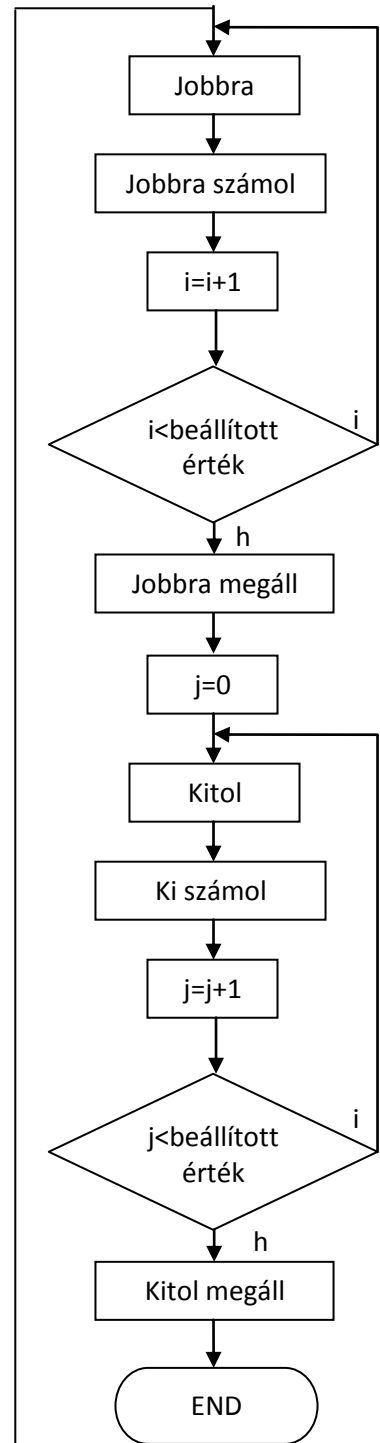 Jobbra
Jobbra számol
i=i+1
i<beállított
érték
i
h
Jobbra megáll
j=0
Kitol
Ki számol
j=j+1
j<beállított
érték
i
h
Kitol megáll
END